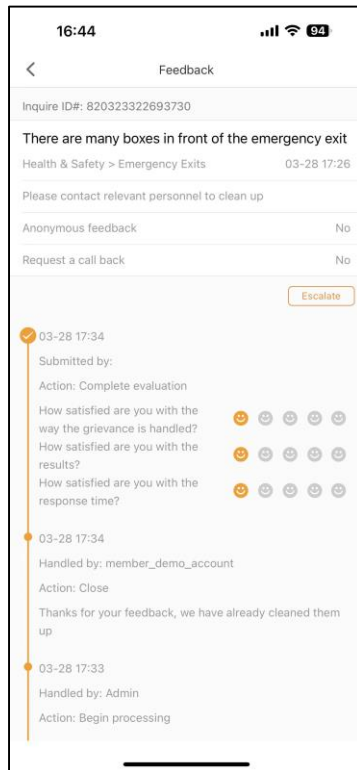 16:44
94
Feedback
Inquire ID#: 820323322693730
There are many boxes in front of the emergency exit
Health & Safety > Emergency Exits 03-28 17:26
Please contact relevant personnel to clean up
Anonymous feedback No
Request a call back No
Escalate
03-28 17:34
Submitted by:
Action: Complete evaluation
How satisfied are you with the
way the grievance is handled?
How satisfied are you with the
results?
How satisfied are you with the
response time?
03-28 17:34
Handled by: member_demo_account
Action: Close
Thanks for your feedback, we have already cleaned them
up
03-28 17:33
Handled by: Admin
Action: Begin processing